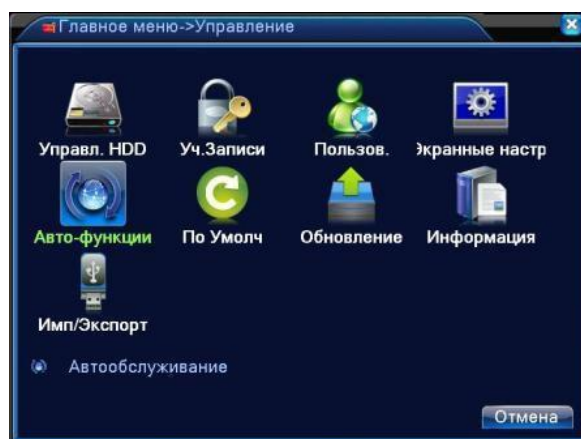 Главное меню->Управление
Управл. HDD Уч.Записи Пользов. Экранные настр
Авто-функции По Умолч Обновление Информация
Имп/Экспорт
Автообслуживание
Отмена